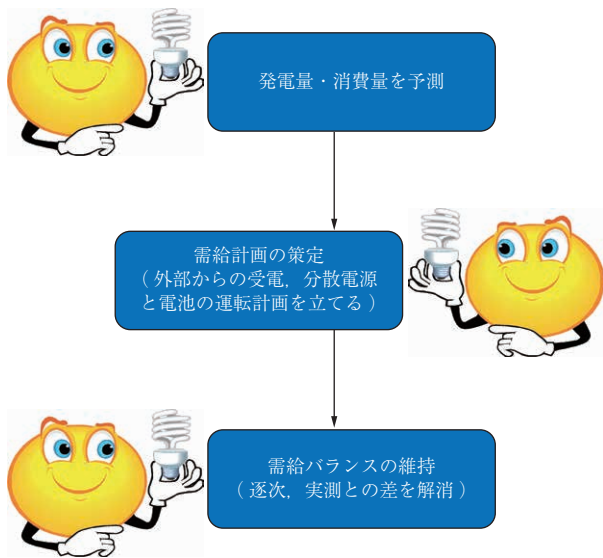 発電量・消費量を予測
需給計画の策定
（ 外部からの受電，分散電源
と電池の運転計画を立てる ）
需給バランスの維持
（ 逐次，実測との差を解消 ）